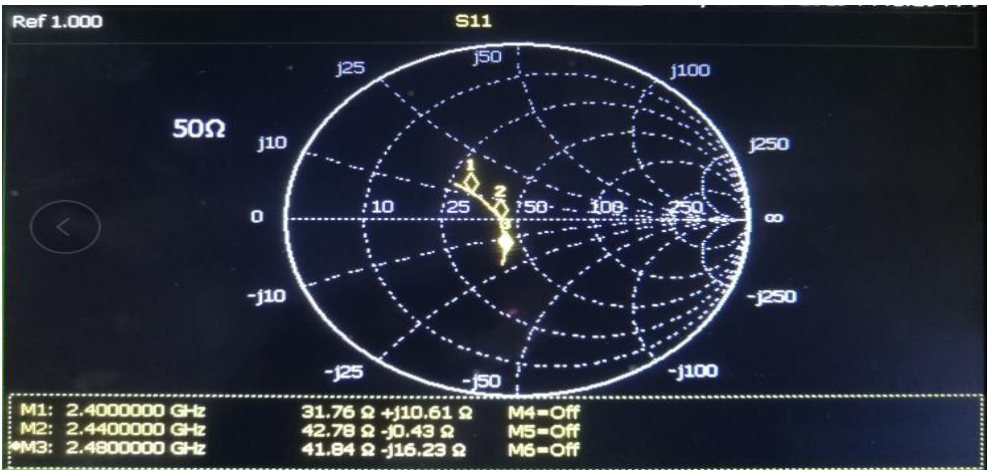 Ref 1.000 S11
j50
j25 j100
50Ω
j10 j250
1
2
0 10 25 50 100 250 ∞
3
-j10 -j250
-j25 -j100
-j50
M1: 2.4000000 GHz 31.76 Ω +j10.61 Ω M4=Off
M2: 2.4400000 GHz 42.78 Ω -j0.43 Ω M5=Off
M3: 2.4800000 GHz 41.84 Ω -j16.23 Ω M6=Off